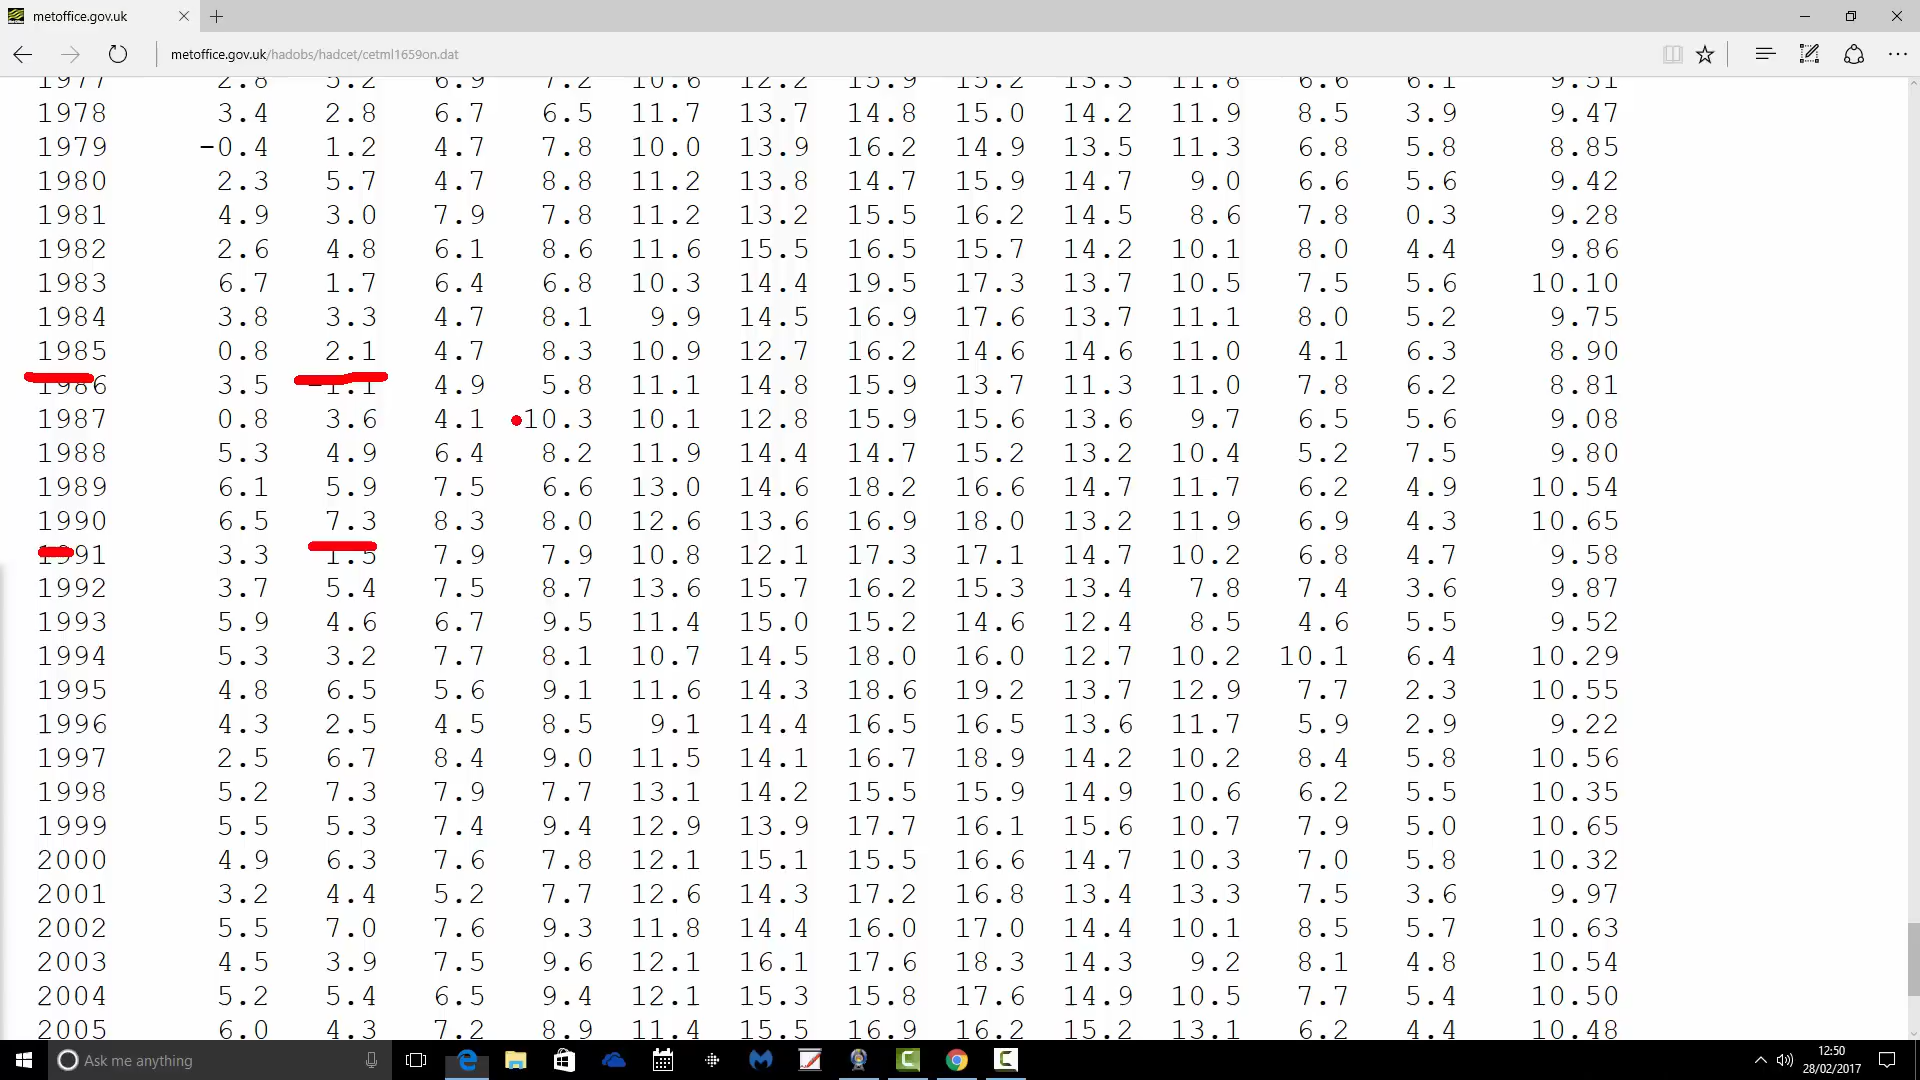 metoffice.gov.uk
metoffice.gov.uk/hadobs/hadcet/cetml1659on.dat
1977 2.8 5.2 6.9 7.2 10.6 12.2 15.9 15.2 13.3 11.8 6.6 6.1 9.51
1978 3.4 2.8 6.7 6.5 11.7 13.7 14.8 15.0 14.2 11.9 8.5 3.9 9.47
1979 -0.4 1.2 4.7 7.8 10.0 13.9 16.2 14.9 13.5 11.3 6.8 5.8 8.85
1980 2.3 5.7 4.7 8.8 11.2 13.8 14.7 15.9 14.7 9.0 6.6 5.6 9.42
1981 4.9 3.0 7.9 7.8 11.2 13.2 15.5 16.2 14.5 8.6 7.8 0.3 9.28
1982 2.6 4.8 6.1 8.6 11.6 15.5 16.5 15.7 14.2 10.1 8.0 4.4 9.86
1983 6.7 1.7 6.4 6.8 10.3 14.4 19.5 17.3 13.7 10.5 7.5 5.6 10.10
1984 3.8 3.3 4.7 8.1 9.9 14.5 16.9 17.6 13.7 11.1 8.0 5.2 9.75
1985 0.8 2.1 4.7 8.3 10.9 12.7 16.2 14.6 14.6 11.0 4.1 6.3 8.90
1986 3.5 -1.1 4.9 5.8 11.1 14.8 15.9 13.7 11.3 11.0 7.8 6.2 8.81
1987 0.8 3.6 4.1 10.3 10.1 12.8 15.9 15.6 13.6 9.7 6.5 5.6 9.08
1988 5.3 4.9 6.4 8.2 11.9 14.4 14.7 15.2 13.2 10.4 5.2 7.5 9.80
1989 6.1 5.9 7.5 6.6 13.0 14.6 18.2 16.6 14.7 11.7 6.2 4.9 10.54
1990 6.5 7.3 8.3 8.0 12.6 13.6 16.9 18.0 13.2 11.9 6.9 4.3 10.65
1991 3.3 1.5 7.9 7.9 10.8 12.1 17.3 17.1 14.7 10.2 6.8 4.7 9.58
1992 3.7 5.4 7.5 8.7 13.6 15.7 16.2 15.3 13.4 7.8 7.4 3.6 9.87
1993 5.9 4.6 6.7 9.5 11.4 15.0 15.2 14.6 12.4 8.5 4.6 5.5 9.52
1994 5.3 3.2 7.7 8.1 10.7 14.5 18.0 16.0 12.7 10.2 10.1 6.4 10.29
1995 4.8 6.5 5.6 9.1 11.6 14.3 18.6 19.2 13.7 12.9 7.7 2.3 10.55
1996 4.3 2.5 4.5 8.5 9.1 14.4 16.5 16.5 13.6 11.7 5.9 2.9 9.22
1997 2.5 6.7 8.4 9.0 11.5 14.1 16.7 18.9 14.2 10.2 8.4 5.8 10.56
1998 5.2 7.3 7.9 7.7 13.1 14.2 15.5 15.9 14.9 10.6 6.2 5.5 10.35
1999 5.5 5.3 7.4 9.4 12.9 13.9 17.7 16.1 15.6 10.7 7.9 5.0 10.65
2000 4.9 6.3 7.6 7.8 12.1 15.1 15.5 16.6 14.7 10.3 7.0 5.8 10.32
2001 3.2 4.4 5.2 7.7 12.6 14.3 17.2 16.8 13.4 13.3 7.5 3.6 9.97
2002 5.5 7.0 7.6 9.3 11.8 14.4 16.0 17.0 14.4 10.1 8.5 5.7 10.63
2003 4.5 3.9 7.5 9.6 12.1 16.1 17.6 18.3 14.3 9.2 8.1 4.8 10.54
2004 5.2 5.4 6.5 9.4 12.1 15.3 15.8 17.6 14.9 10.5 7.7 5.4 10.50
2005 6.0 4.3 7.2 8.9 11.4 15.5 16.9 16.2 15.2 13.1 6.2 4.4 10.48
Ask me anything
12:50
28/02/2017